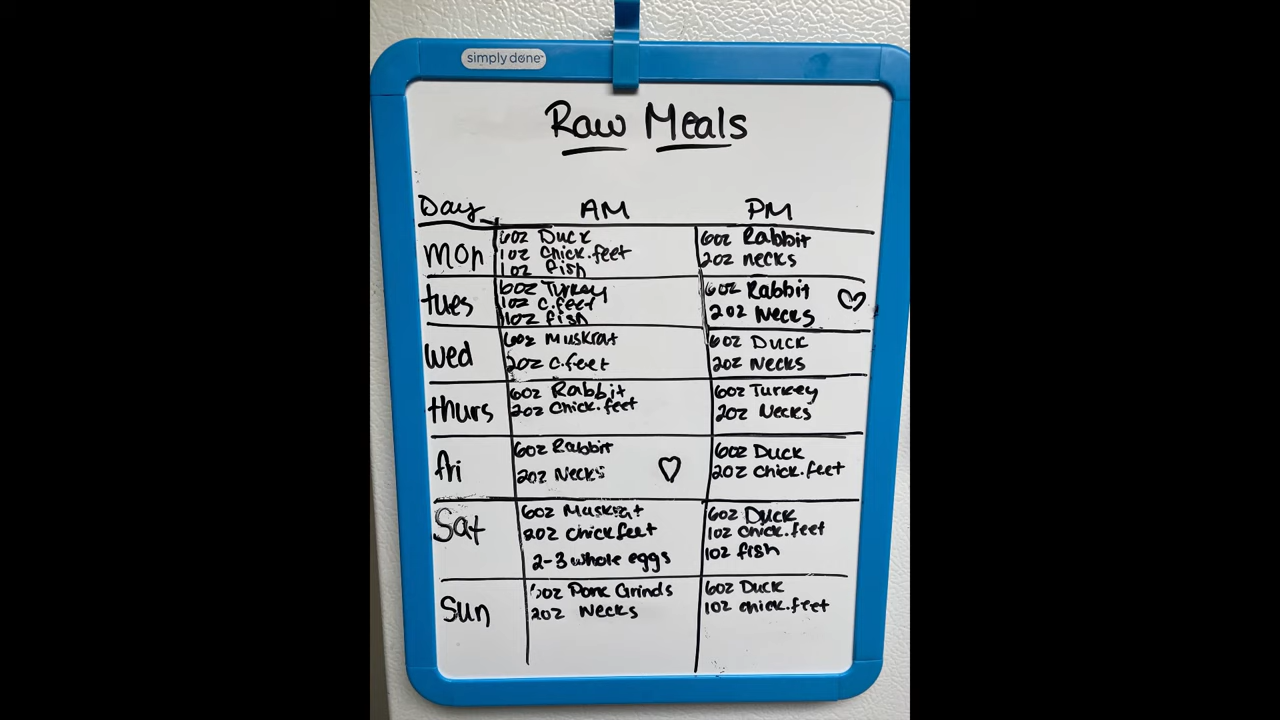 simply done
Raw Meals
Day AM PM
Mon
6oz Duck
1oz Chick.feet
1oz fish
6oz Rabbit
2oz necks
tues
6oz Turkey
1oz C.feet
1oz fish
6oz Rabbit
2oz Necks
Wed
6oz Muskrat
2oz C.feet
6oz Duck
2oz Necks
thurs
6oz Rabbit
2oz Chick.feet
6oz Turkey
2oz Necks
fri
6oz Rabbit
2oz Necks
6oz Duck
2oz Chick.feet
Sat
6oz Muskrat
2oz chickfeet
2-3 whole eggs
6oz Duck
1oz Chick.feet
1oz fish
Sun
Pork Grinds
2oz Necks
6oz Duck
1oz chick.feet